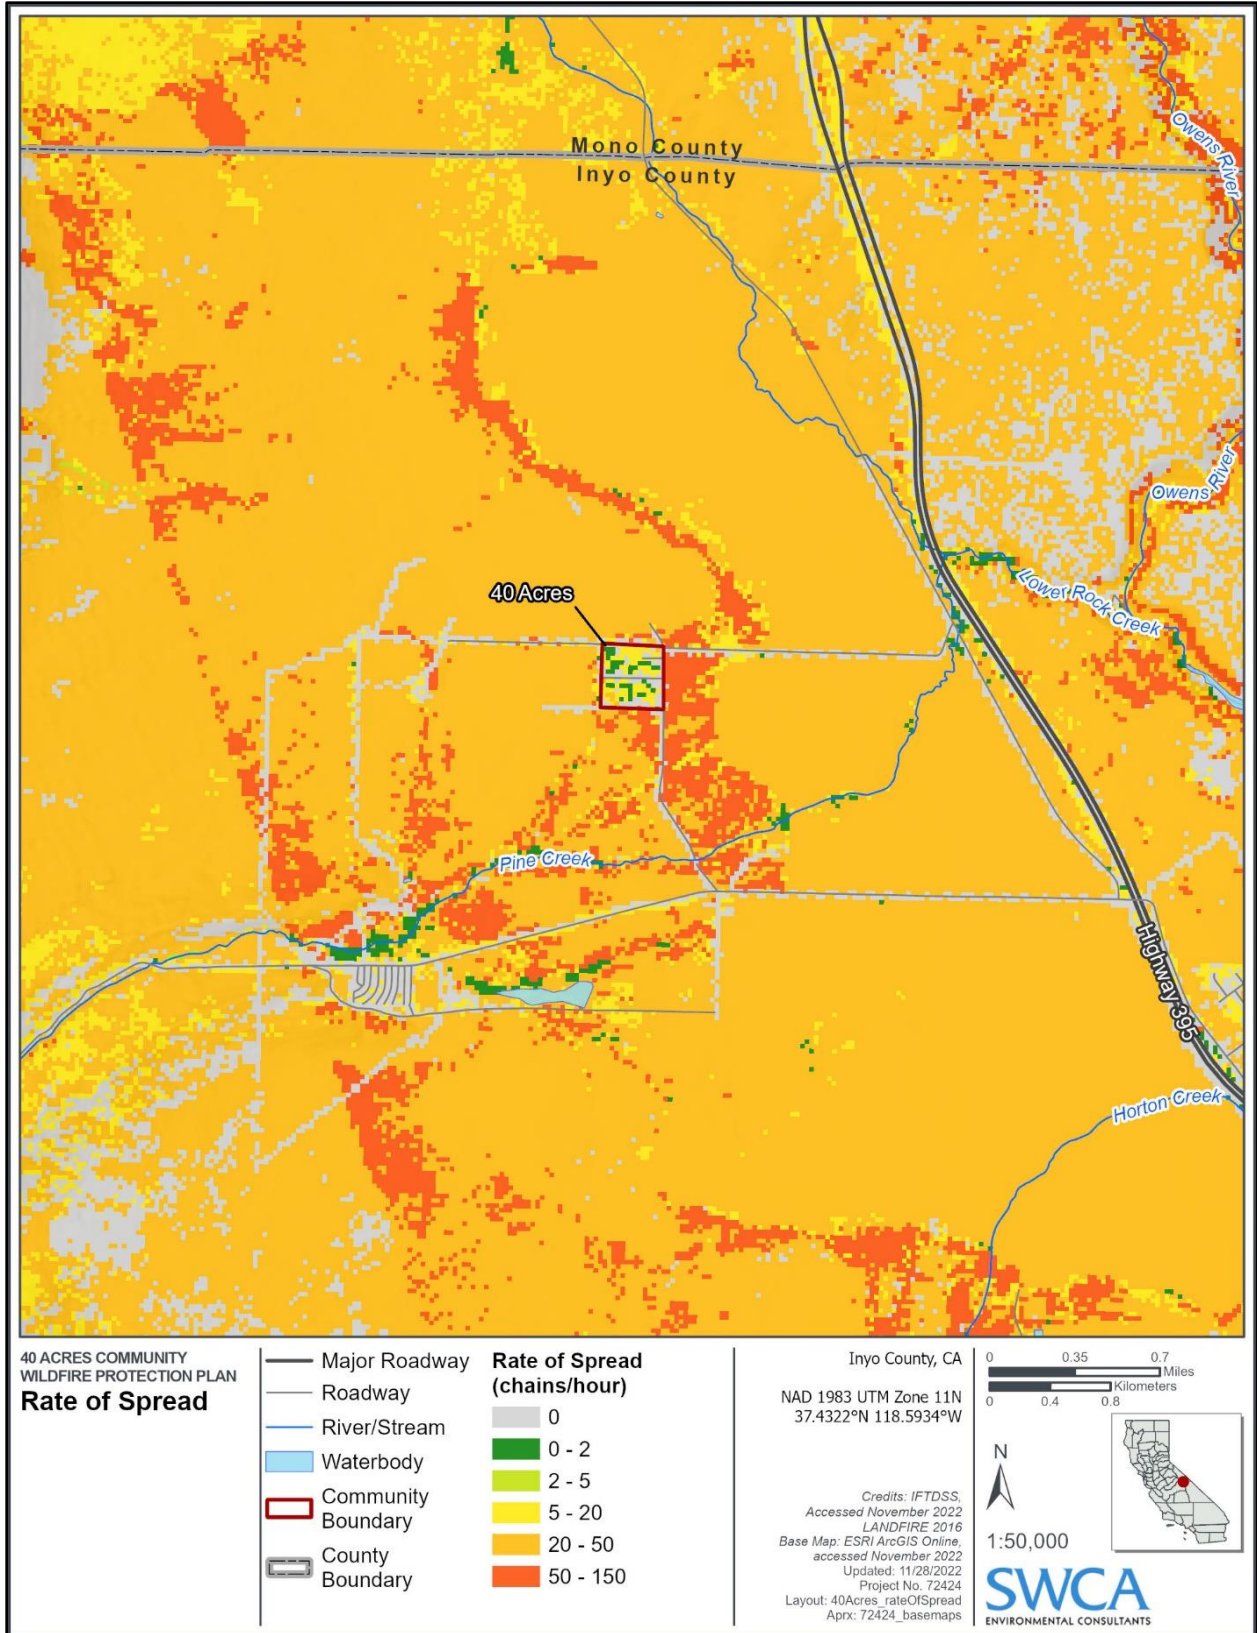 Mono County
Inyo County
Owens River
Owens River
Lower Rock Creek
40 Acres
Pine Creek
Highway 395
Horton Creek
40 ACRES COMMUNITY
WILDFIRE PROTECTION PLAN
Rate of Spread
Major Roadway
Roadway
River/Stream
Waterbody
Community
Boundary
County
Boundary
Rate of Spread
(chains/hour)
0
0 - 2
2 - 5
5 - 20
20 - 50
50 - 150
Inyo County, CA
NAD 1983 UTM Zone 11N
37.4322°N 118.5934°W
Credits: IFTDSS,
Accessed November 2022
LANDFIRE 2016
Base Map: ESRI ArcGIS Online,
accessed November 2022
Updated: 11/28/2022
Project No. 72424
Layout: 40Acres_rateOfSpread
Aprx: 72424_basemaps
0 0.35 0.7
Miles
Kilometers
0 0.4 0.8
N
1:50,000
SWCA
ENVIRONMENTAL CONSULTANTS